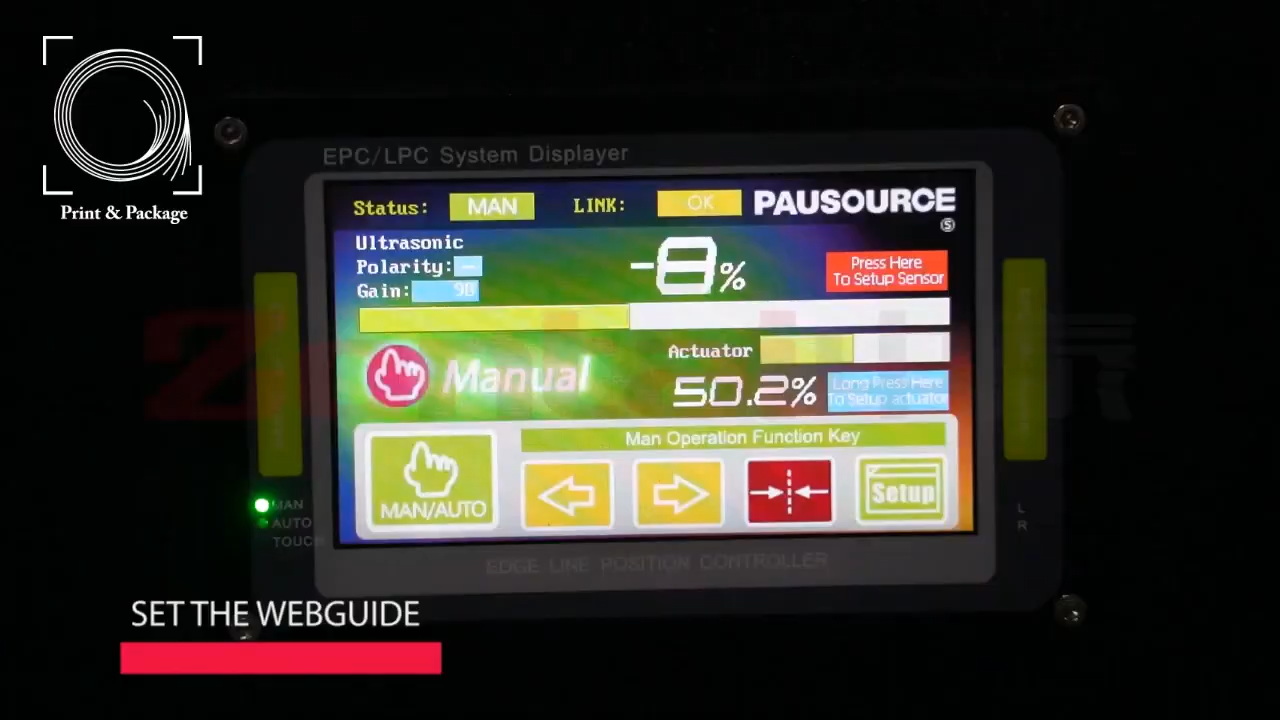 Print & Package
EPC/LPC System Displayer
Status: MAN LINK: OK PAUSOURCE
S
Ultrasonic
Polarity: -
Gain: 90
-8%
Press Here
To Setup Sensor
Actuator
Manual
50.2%
Long Press Here
To Setup actuator
Man Operation Function Key
MAN/AUTO
Setup
MAN
AUTO
TOUCH
L
R
EDGE LINE POSITION CONTROLLER
SET THE WEBGUIDE